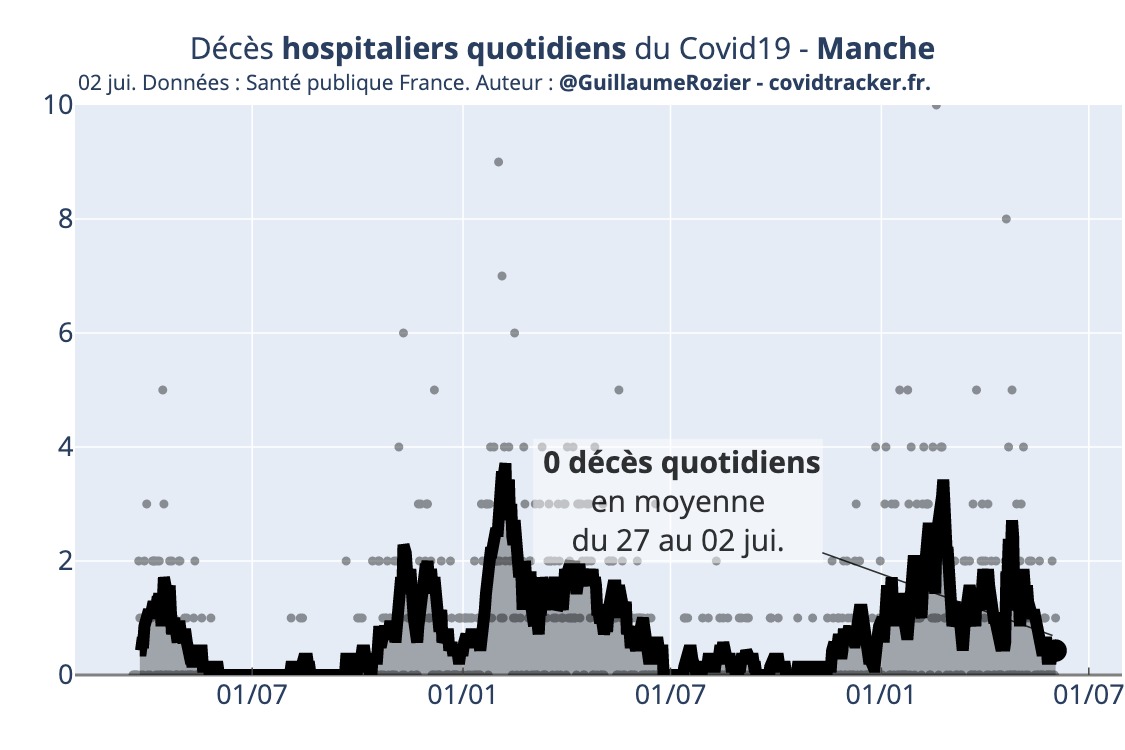 Décès hospitaliers quotidiens du Covid19 - Manche
02 jui. Données : Santé publique France. Auteur : @GuillaumeRozier - covidtracker.fr.
10
8
6
4
2
0
0 décès quotidiens
en moyenne
du 27 au 02 jui.
01/07
01/01
01/07
01/01
01/07